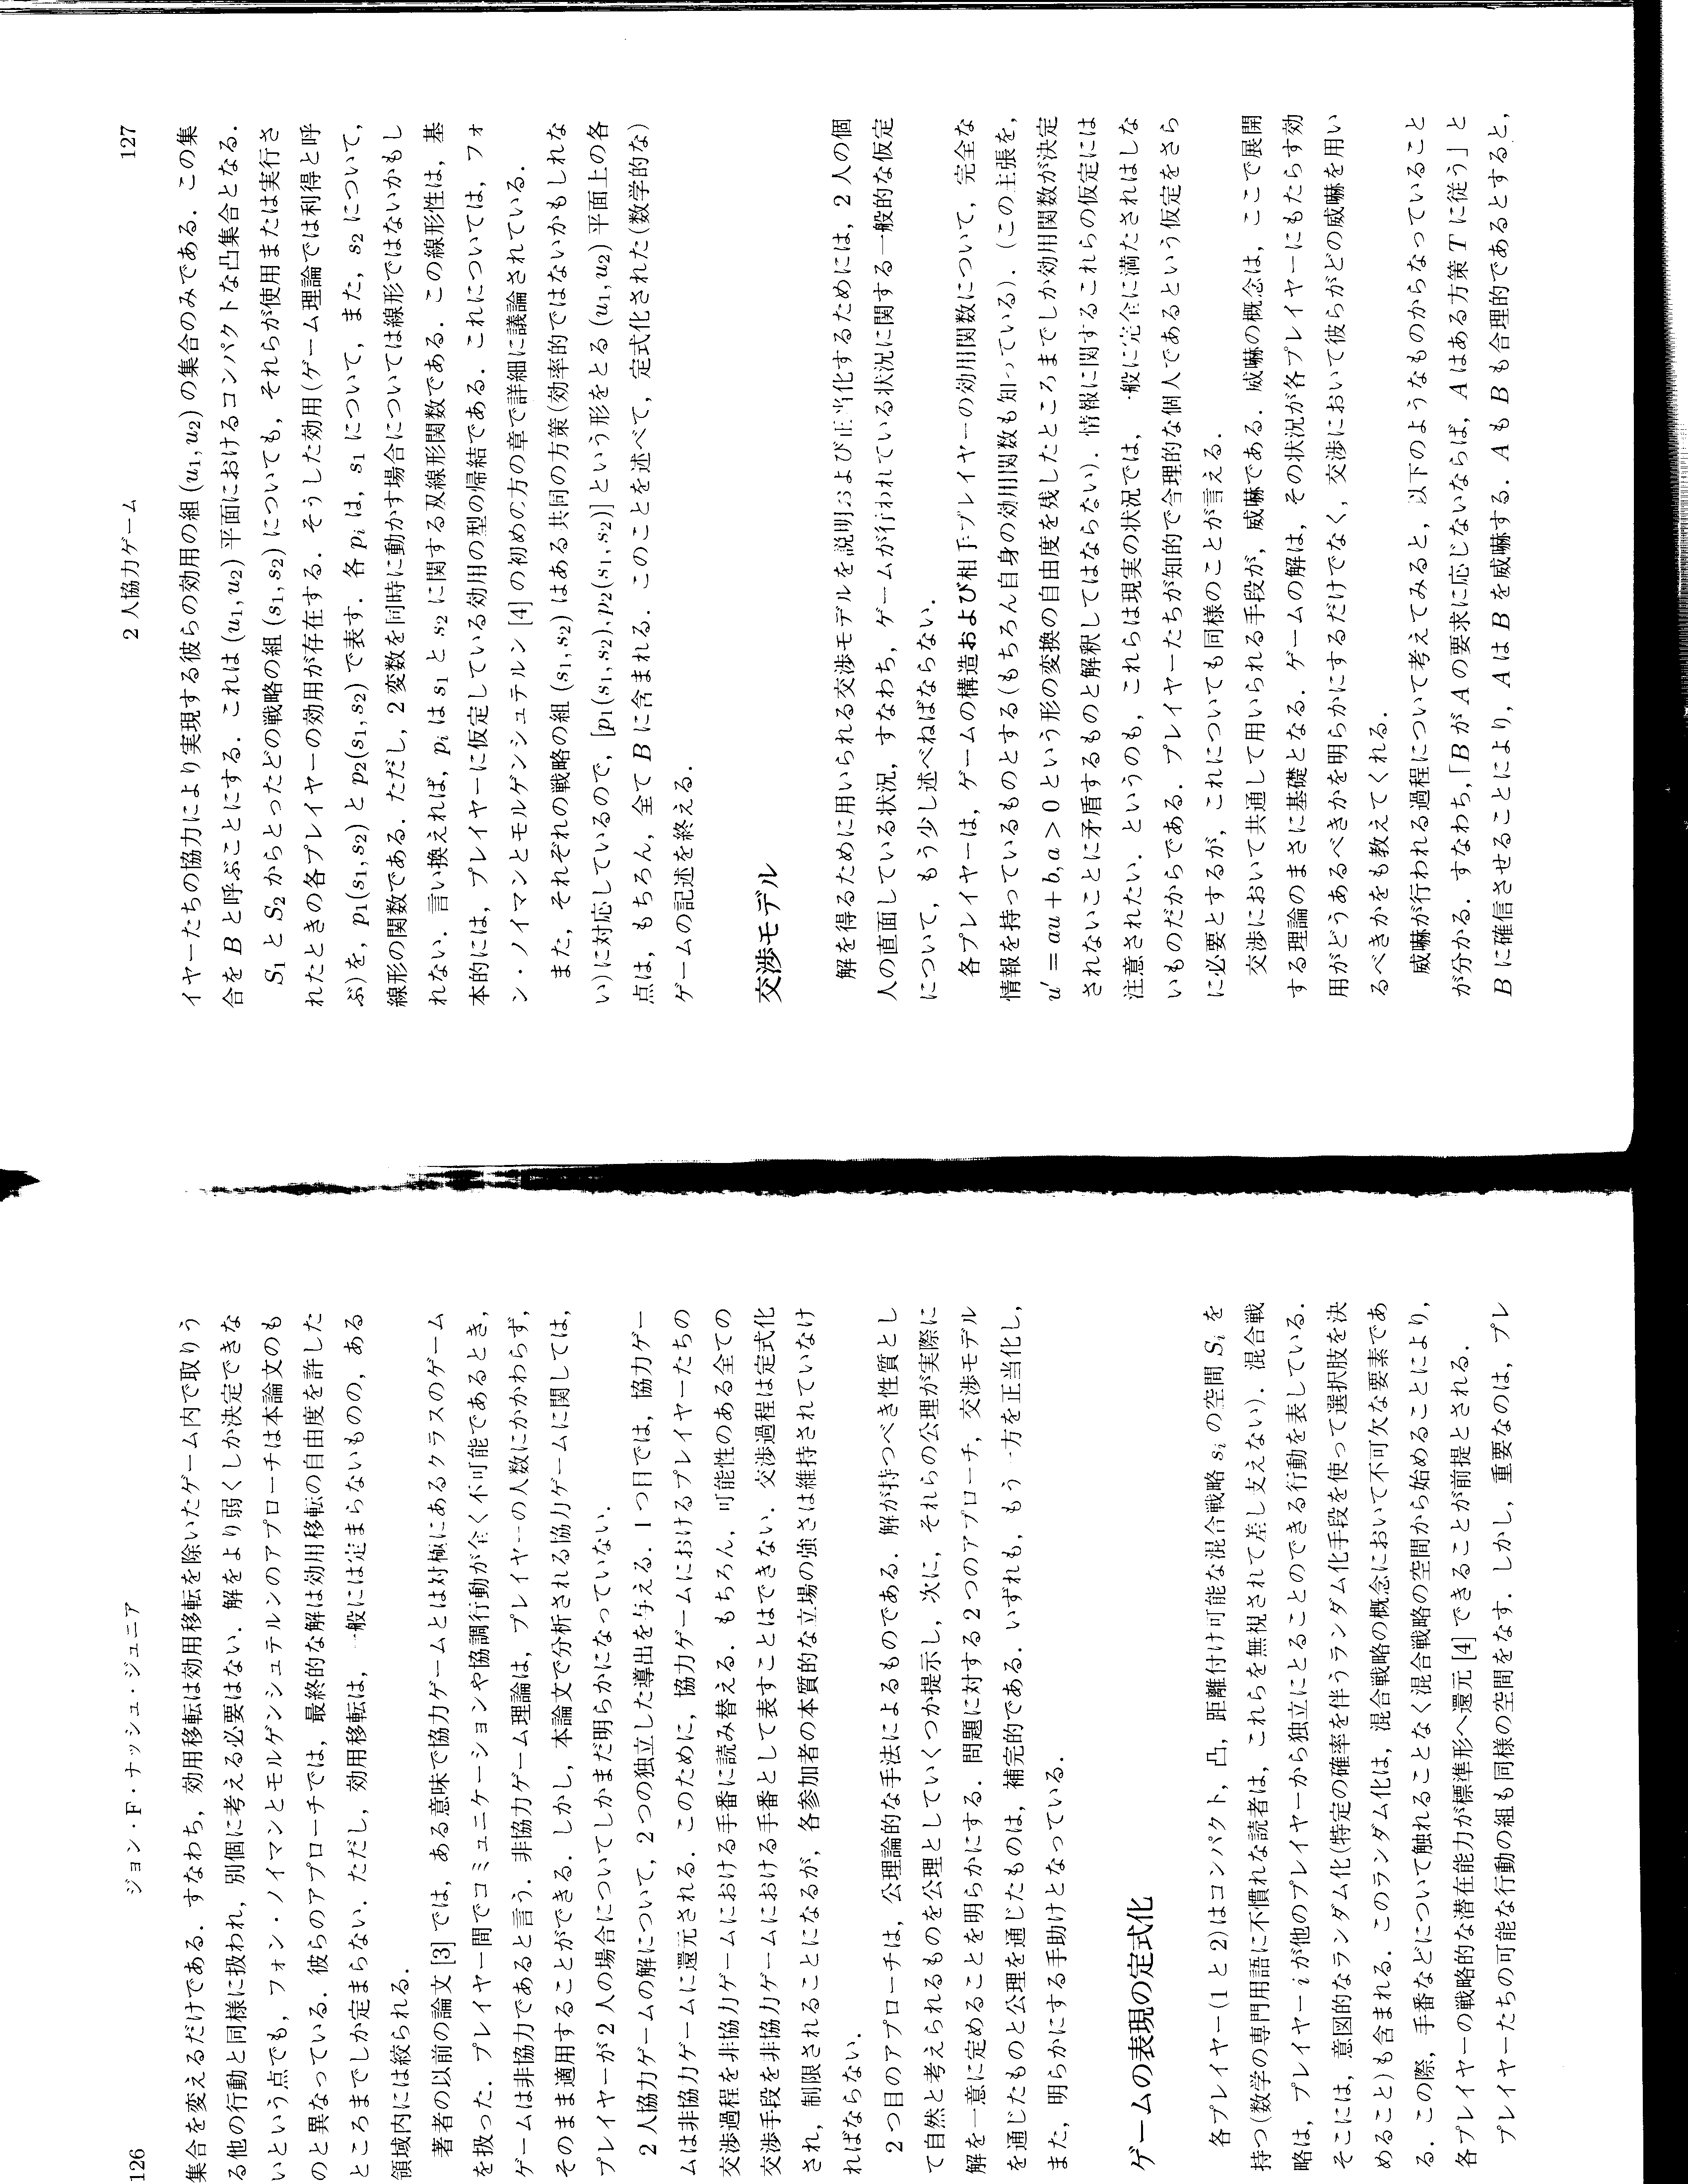 126
ジョン・F・ナッシュ・ジュニア
集合を変えるだけである．すなわち，効用移転は効用移転を除いたゲーム内で取りう
る他の行動と同様に扱われ，別個に考える必要はない．解をより弱くしか決定できな
いという点でも，フォン・ノイマンとモルゲンシュテルンのアプローチは本論文のも
のと異なっている．彼らのアプローチでは，最終的な解は効用移転の自由度を許した
ところまでしか定まらない．ただし，効用移転は，一般には定まらないものの，ある
領域内には絞られる．
著者の以前の論文 [3] では，ある意味で協力ゲームとは対極にあるクラスのゲーム
を扱った．プレイヤー間でコミュニケーションや協調行動が全く不可能であるとき，
ゲームは非協力であると言う．非協力ゲーム理論は，プレイヤーの人数にかかわらず，
そのまま適用することができる．しかし，本論文で分析される協力ゲームに関しては，
プレイヤーが 2 人の場合についてしかまだ明らかになっていない．
2 人協力ゲームの解について，2 つの独立した導出を与える．1 つ目では，協力ゲー
ムは非協力ゲームに還元される．このために，協力ゲームにおけるプレイヤーたちの
交渉過程を非協力ゲームにおける手番に読み替える．もちろん，可能性のある全ての
交渉手段を非協力ゲームにおける手番として表すことはできない．交渉過程は定式化
され，制限されることになるが，各参加者の本質的な立場の強さは維持されていなけ
ればならない．
2 つ目のアプローチは，公理論的な手法によるものである．解が持つべき性質とし
て自然と考えられるものを公理としていくつか提示し，次に，それらの公理が実際に
解を一意に定めることを明らかにする．問題に対する 2 つのアプローチ，交渉モデル
を通じたものと公理を通じたものは，補完的である．いずれも，もう一方を正当化し，
また，明らかにする手助けとなっている．
ゲームの表現の定式化
各プレイヤー(1 と 2)はコンパクト，凸，距離付け可能な混合戦略 si の空間 Si を
持つ(数学の専門用語に不慣れな読者は，これらを無視されて差し支えない)．混合戦
略は，プレイヤー i が他のプレイヤーから独立にとることのできる行動を表している．
そこには，意図的なランダム化(特定の確率を伴うランダム化手段を使って選択肢を決
めること)も含まれる．このランダム化は，混合戦略の概念において不可欠な要素であ
る．この際，手番などについて触れることなく混合戦略の空間から始めることにより，
各プレイヤーの戦略的な潜在能力が標準形へ還元 [4] できることが前提とされる．
プレイヤーたちの可能な行動の組も同様の空間をなす．しかし，重要なのは，プレ
2 人協力ゲーム
127
イヤーたちの協力により実現する彼らの効用の組 (u1, u2) の集合のみである．この集
合を B と呼ぶことにする．これは (u1, u2) 平面におけるコンパクトな凸集合となる．
S1 と S2 からとったどの戦略の組 (s1, s2) についても，それらが使用または実行さ
れたときの各プレイヤーの効用が存在する．そうした効用(ゲーム理論では利得と呼
ぶ)を，p1(s1, s2) と p2(s1, s2) で表す．各 pi は，s1 について，また，s2 について，
線形の関数である．ただし，2 変数を同時に動かす場合については線形ではないかもし
れない．言い換えれば，pi は s1 と s2 に関する双線形関数である．この線形性は，基
本的には，プレイヤーに仮定している効用の型の帰結である．これについては，フォ
ン・ノイマンとモルゲンシュテルン [4] の初めの方の章で詳細に議論されている．
また，それぞれの戦略の組 (s1, s2) はある共同の方策(効率的ではないかもしれな
い)に対応しているので，[p1(s1, s2), p2(s1, s2)] という形をとる (u1, u2) 平面上の各
点は，もちろん，全て B に含まれる．このことを述べて，定式化された(数学的な)
ゲームの記述を終える．
交渉モデル
解を得るために用いられる交渉モデルを説明および正当化するためには，2 人の個
人の直面している状況，すなわち，ゲームが行われている状況に関する一般的な仮定
について，もう少し述べねばならない．
各プレイヤーは，ゲームの構造および相手プレイヤーの効用関数について，完全な
情報を持っているものとする(もちろん自身の効用関数も知っている)．(この主張を，
u′ = au + b, a > 0 という形の変換の自由度を残したところまでしか効用関数が決定
されないことに矛盾するものと解釈してはならない)．情報に関するこれらの仮定には
注意されたい．というのも，これらは現実の状況では，一般に完全に満たされはしな
いものだからである．プレイヤーたちが知的で合理的な個人であるという仮定をさら
に必要とするが，これについても同様のことが言える．
交渉において共通して用いられる手段が，威嚇である．威嚇の概念は，ここで展開
する理論のまさに基礎となる．ゲームの解は，その状況が各プレイヤーにもたらす効
用がどうあるべきかを明らかにするだけでなく，交渉において彼らがどの威嚇を用い
るべきかをも教えてくれる．
威嚇が行われる過程について考えてみると，以下のようなものからなっていること
が分かる．すなわち，「B が A の要求に応じないならば，A はある方策 T に従う」と
B に確信させることにより，A は B を威嚇する．A も B も合理的であるとすると，